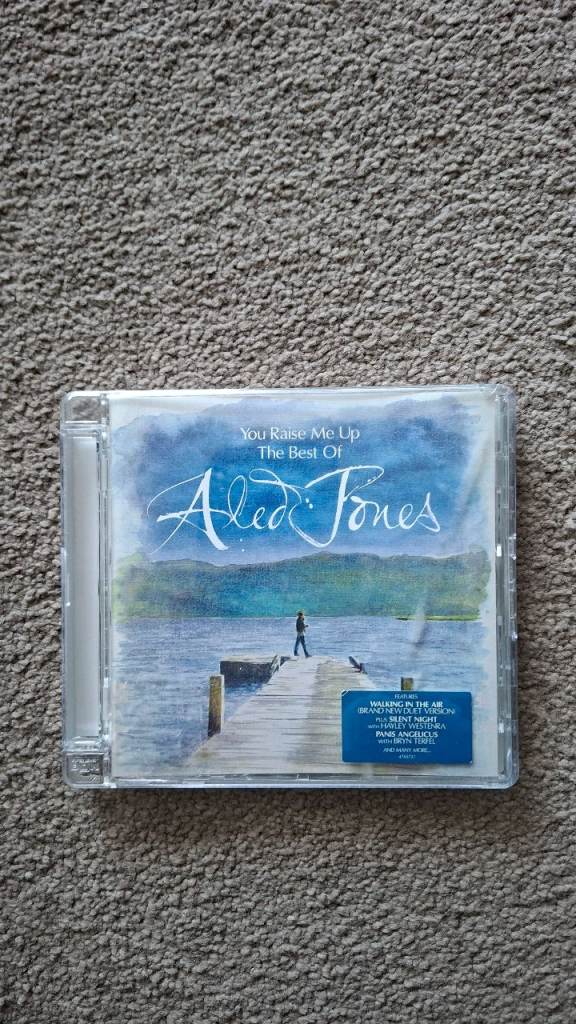 You Raise Me Up
The Best Of
Aled Jones
FEATURES
WALKING IN THE AIR
(BRAND NEW DUET VERSION)
PLUS SILENT NIGHT
WITH HAYLEY WESTENRA
PANIS ANGELICUS
WITH BRYN TERFEL
AND MANY MORE...